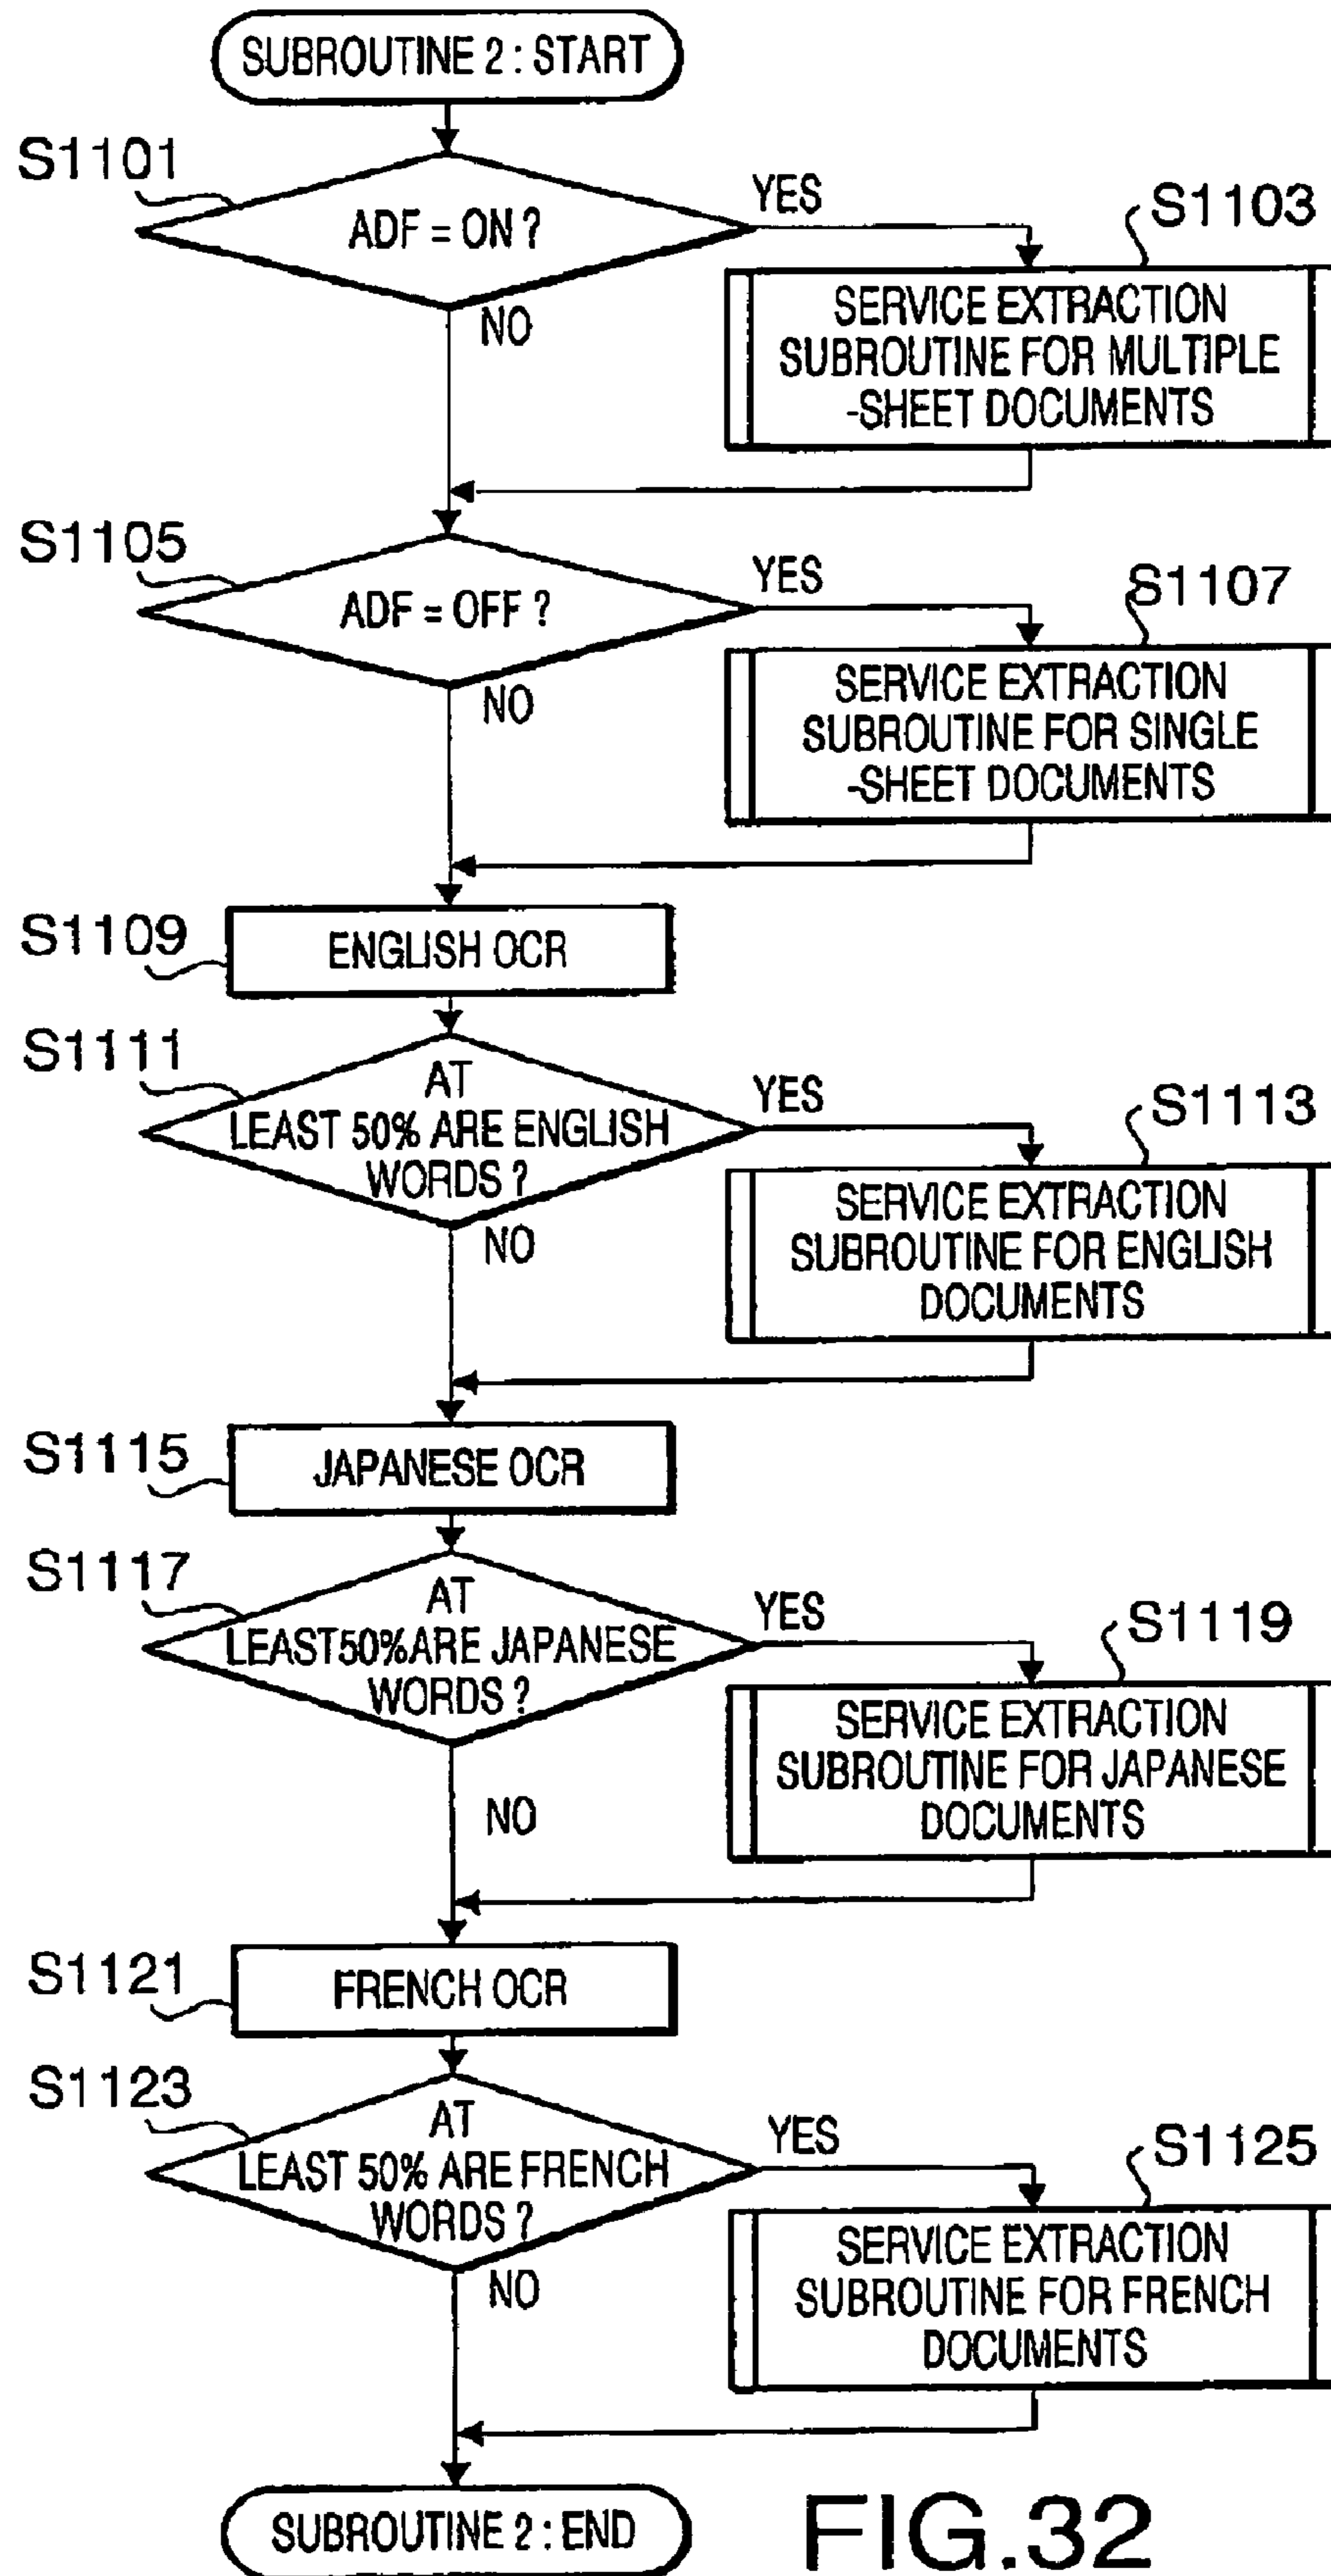 SUBROUTINE 2 : START
S1101
ADF = ON ?
YES
NO
S1103
SERVICE EXTRACTION
SUBROUTINE FOR MULTIPLE
-SHEET DOCUMENTS
S1105
ADF = OFF ?
YES
NO
S1107
SERVICE EXTRACTION
SUBROUTINE FOR SINGLE
-SHEET DOCUMENTS
S1109
ENGLISH OCR
S1111
AT
LEAST 50% ARE ENGLISH
WORDS ?
YES
NO
S1113
SERVICE EXTRACTION
SUBROUTINE FOR ENGLISH
DOCUMENTS
S1115
JAPANESE OCR
S1117
AT
LEAST50%ARE JAPANESE
WORDS ?
YES
NO
S1119
SERVICE EXTRACTION
SUBROUTINE FOR JAPANESE
DOCUMENTS
S1121
FRENCH OCR
S1123
AT
LEAST 50% ARE FRENCH
WORDS ?
YES
NO
S1125
SERVICE EXTRACTION
SUBROUTINE FOR FRENCH
DOCUMENTS
SUBROUTINE 2 : END
FIG.32